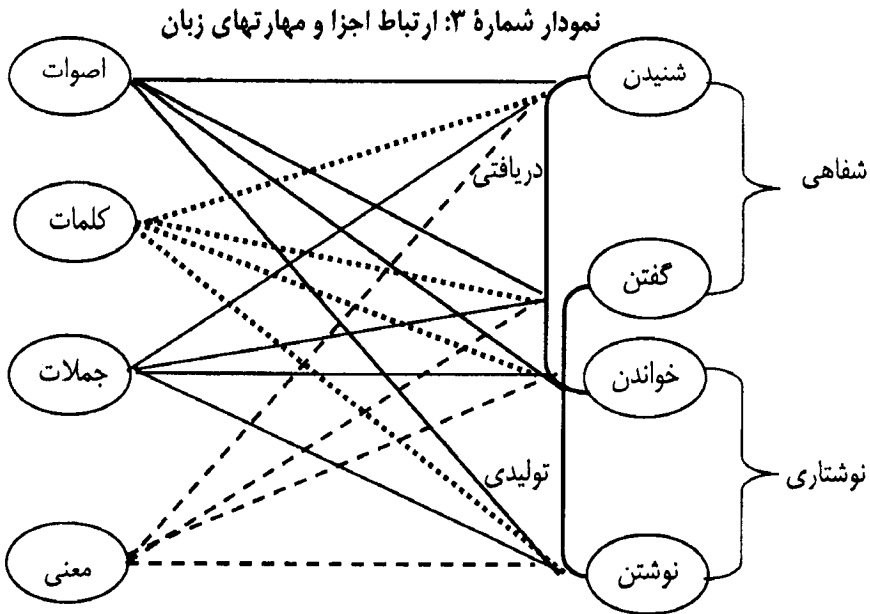 نمودار شمارهٔ ۳: ارتباط اجزا و مهارتهای زبان
شنیدن
اصوات
شفاهی
دریافتی
کلمات
گفتن
جملات
خواندن
نوشتاری
تولیدی
نوشتن
معنی